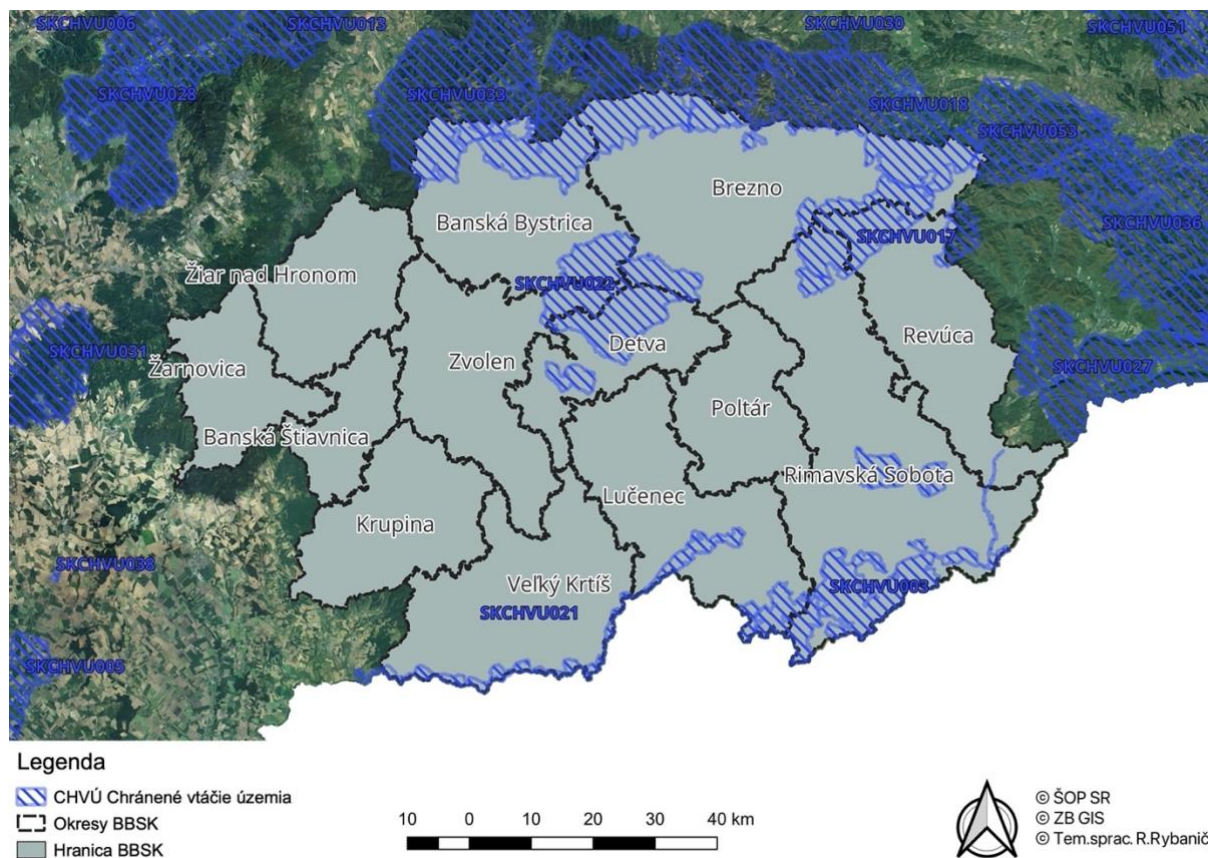 SKCHVU006
SKCHVU013
SKCHVU030
SKCHVU051
SKCHVU028
SKCHVU033
SKCHVU018
SKCHVU053
Brezno
Banská Bystrica
SKCHVU036
SKCHVU017
Žiar nad Hronom
SKCHVU022
Revúca
Detva
SKCHVU031
Žarnovica
Zvolen
SKCHVU027
Poltár
Banská Štiavnica
Rimavská Sobota
Lučenec
Krupina
SKCHVU038
Veľký Krtíš
SKCHVU003
SKCHVU021
SKCHVU005
Legenda
CHVÚ Chránené vtáčie územia
Okresy BBSK
Hranica BBSK
10 0 10 20 30 40 km
© ŠOP SR
© ZB GIS
© Tem.sprac. R.Rybanič